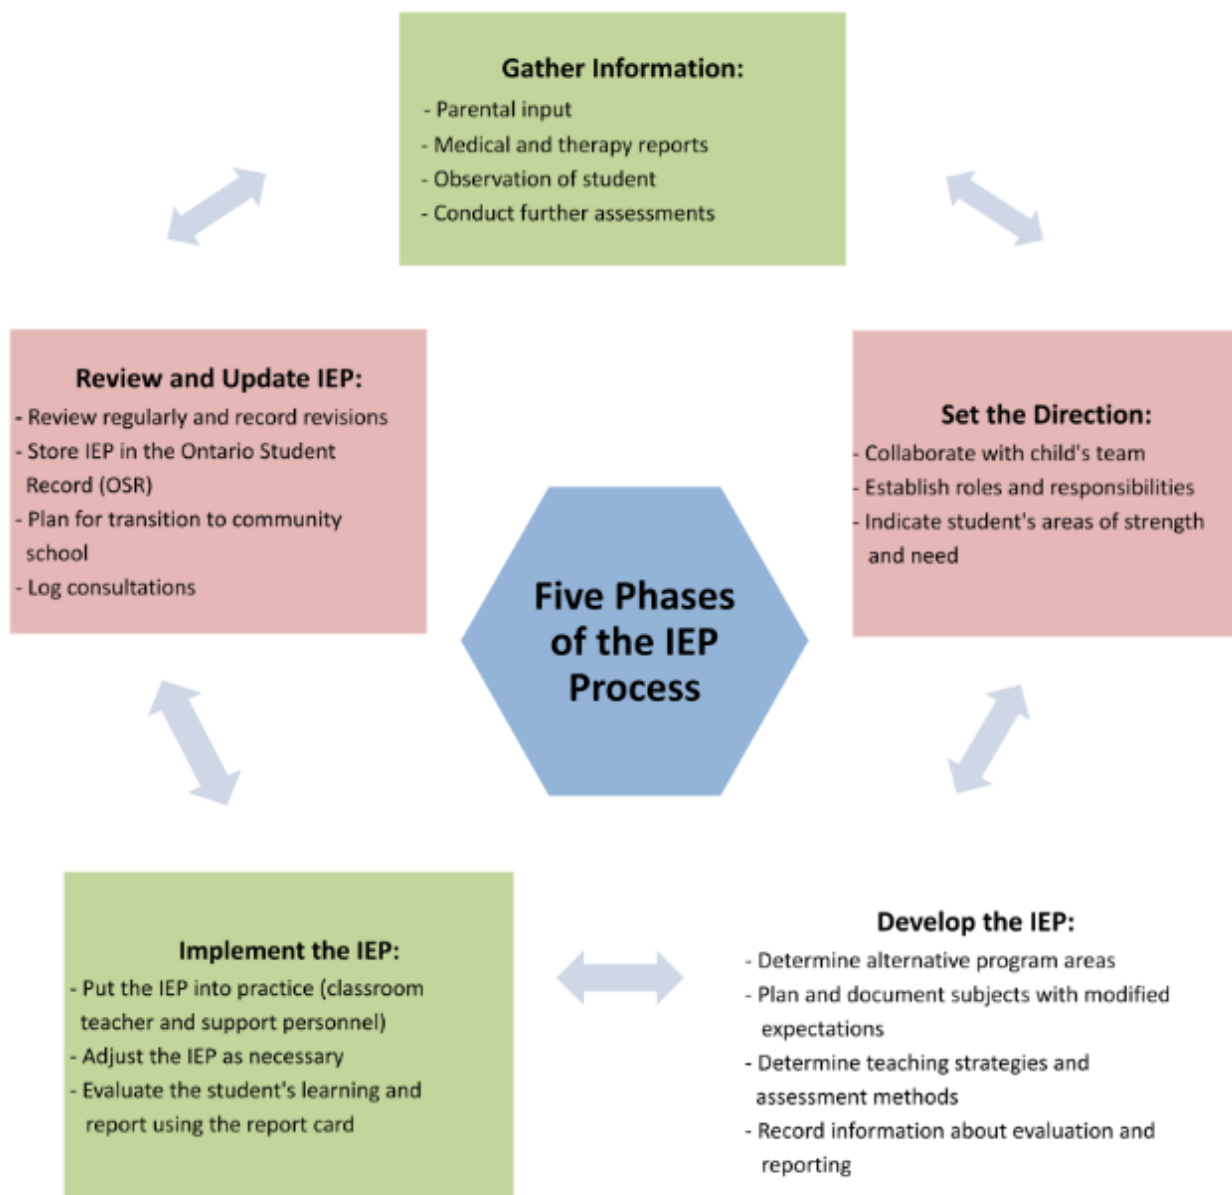 Gather Information:
- Parental input
- Medical and therapy reports
- Observation of student
- Conduct further assessments
Review and Update IEP:
- Review regularly and record revisions
- Store IEP in the Ontario Student
Record (OSR)
- Plan for transition to community
school
- Log consultations
Set the Direction:
- Collaborate with child's team
- Establish roles and responsibilities
- Indicate student's areas of strength
and need
Five Phases
of the IEP
Process
Implement the IEP:
- Put the IEP into practice (classroom
teacher and support personnel)
- Adjust the IEP as necessary
- Evaluate the student's learning and
report using the report card
Develop the IEP:
- Determine alternative program areas
- Plan and document subjects with modified
expectations
- Determine teaching strategies and
assessment methods
- Record information about evaluation and
reporting